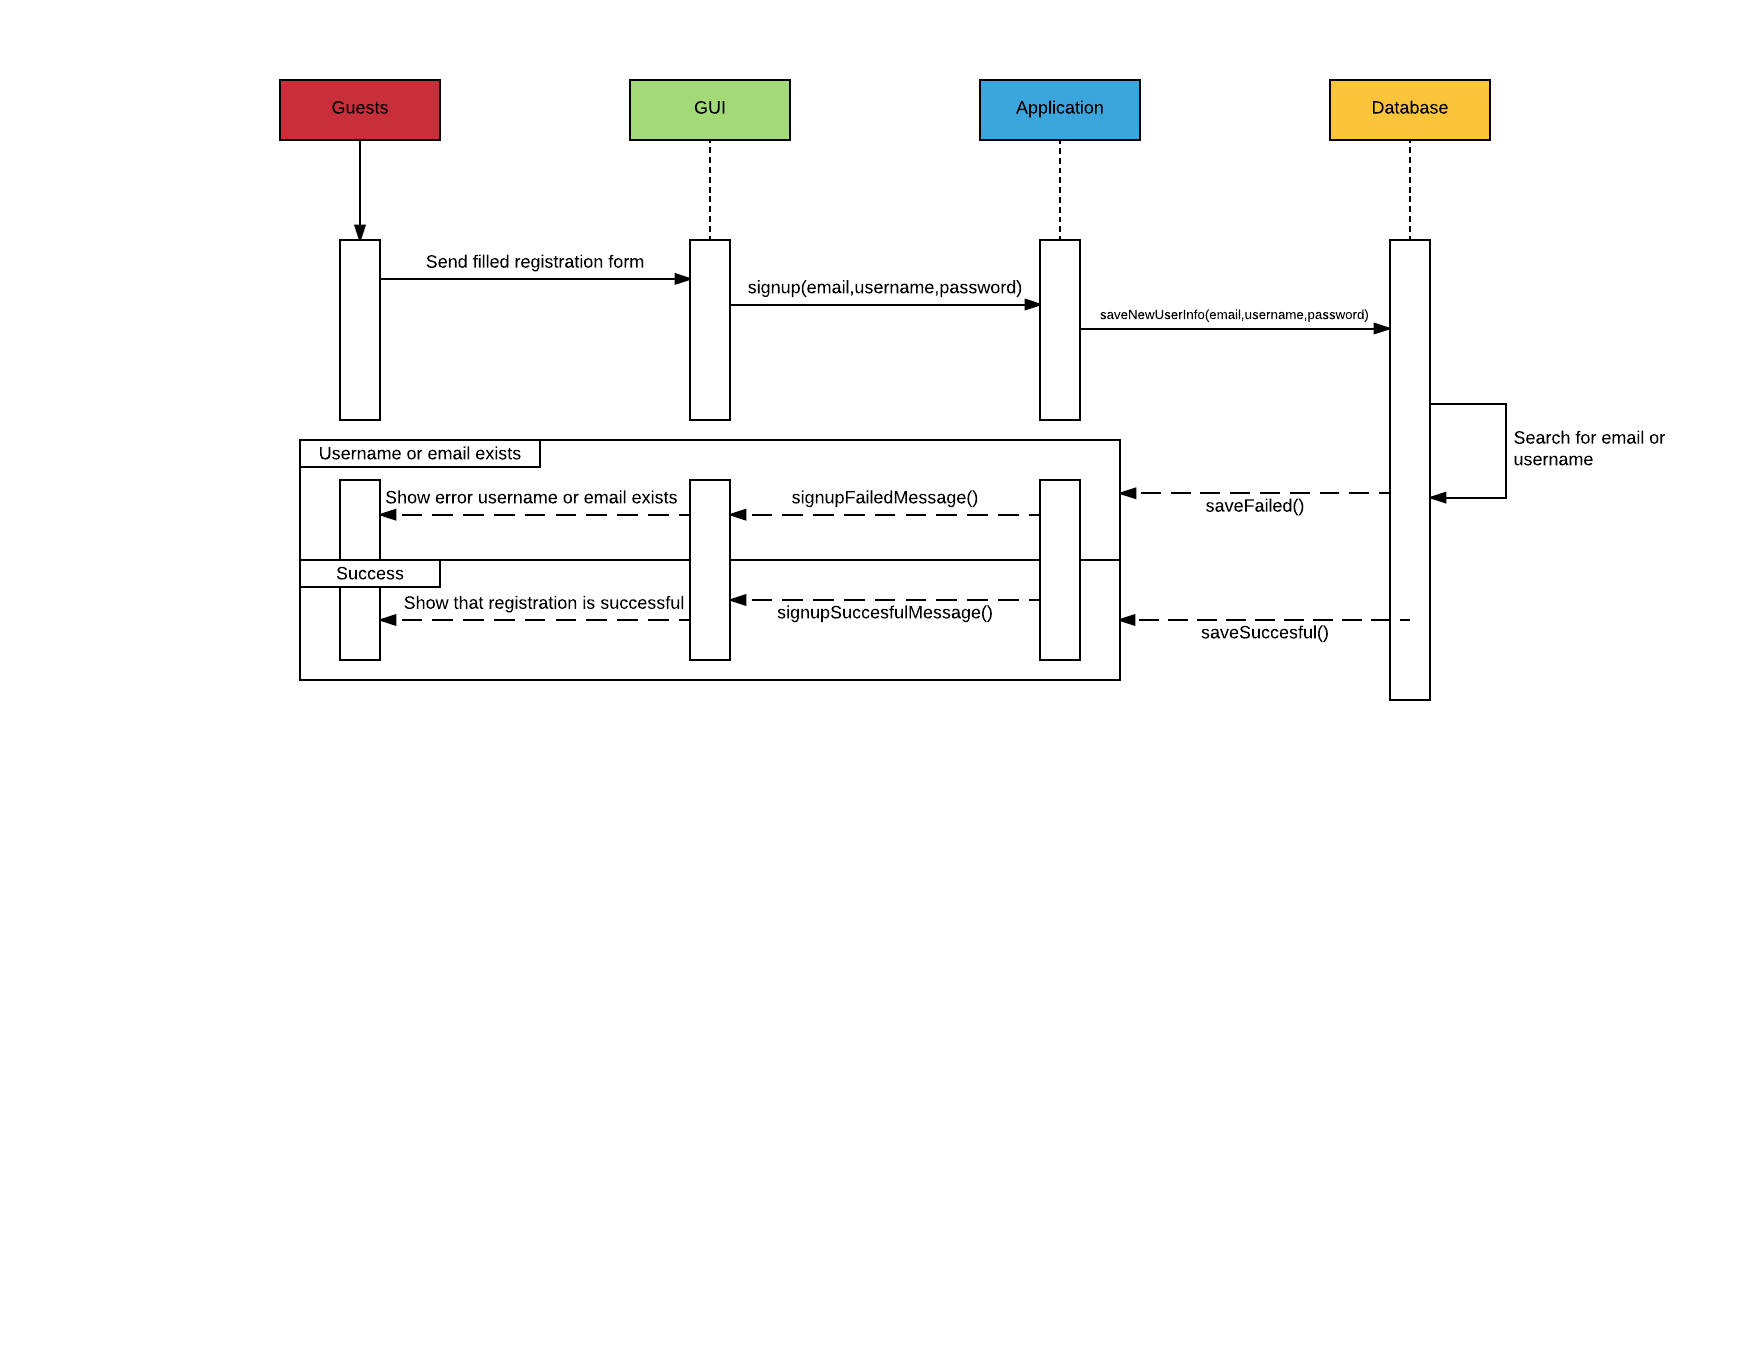 Guests
GUI
Application
Database
Send filled registration form
signup(email,username,password)
saveNewUserInfo(email,username,password)
Search for email or
username
Username or email exists
Show error username or email exists
signupFailedMessage()
saveFailed()
Success
Show that registration is successful
signupSuccesfulMessage()
saveSuccesful()